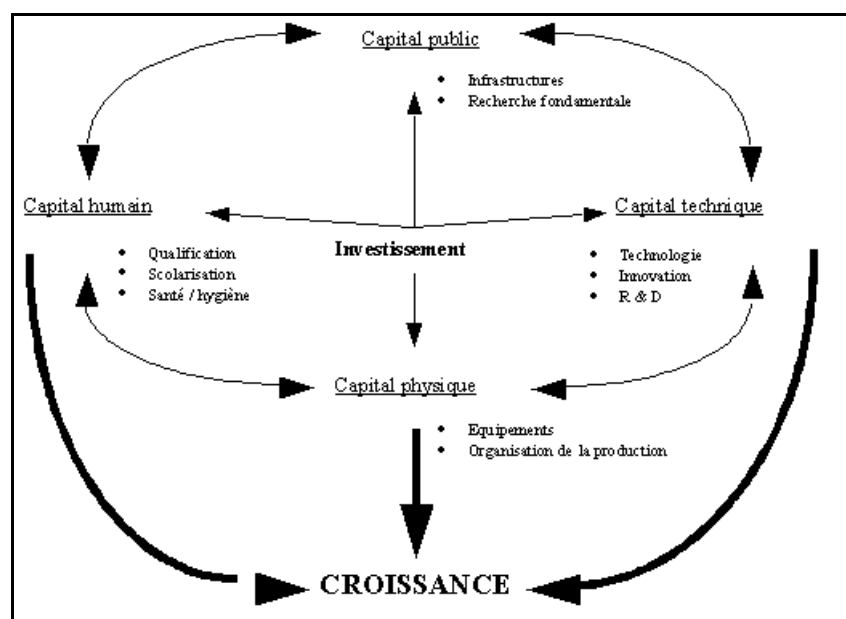 Capital public
• Infrastructures
• Recherche fondamentale
Capital humain
Capital technique
Investissement
• Qualification
• Scolarisation
• Santé / hygiène
• Technologie
• Innovation
• R & D
Capital physique
• Equipements
• Organisation de la production
CROISSANCE